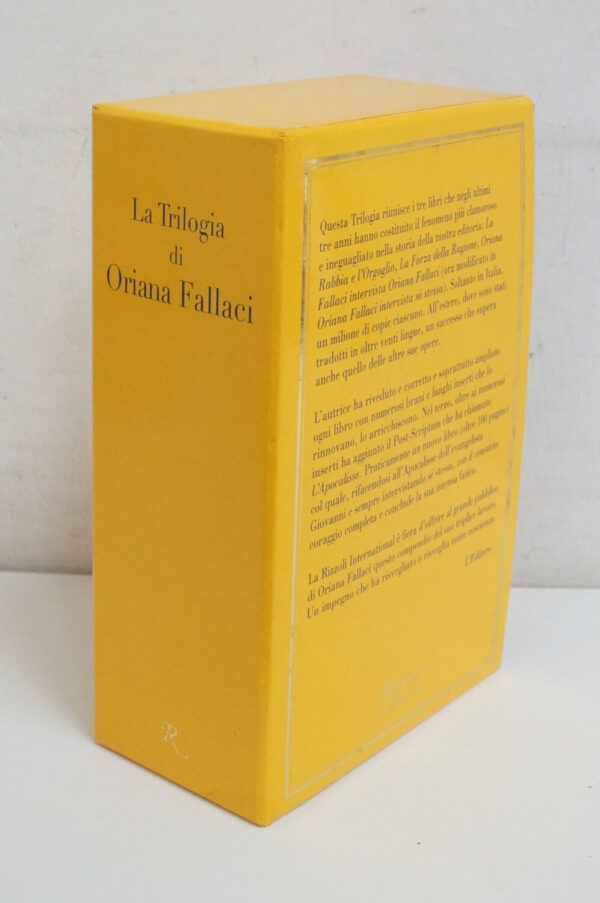 La Trilogia
di
Oriana Fallaci
R
Questa Trilogia riunisce i tre libri che negli ultimi
tre anni hanno costituito il fenomeno più clamoroso
e ineguagliato nella storia della nostra editoria: La
Rabbia e l'Orgoglio, La Forza della Ragione, Oriana
Fallaci intervista Oriana Fallaci (ora modificato in
Oriana Fallaci intervista sé stessa). Soltanto in Italia,
un milione di copie ciascuno. All'estero, dove sono stati
tradotti in oltre venti lingue, un successo che supera
anche quello delle altre sue opere.
L'autrice ha riveduto e corretto e soprattutto ampliato
ogni libro con numerosi brani e lunghi inserti che lo
rinnovano, lo arricchiscono. Nel terzo, oltre ai numerosi
inserti ha aggiunto il Post-Scriptum che ha chiamato
L'Apocalisse. Praticamente un nuovo libro (oltre 100 pagine)
col quale, rifacendosi all'Apocalisse dell'evangelista
Giovanni e sempre intervistando se stessa, con il consueto
coraggio completa e conclude la sua intensa fatica.
La Rizzoli International è fiera d'offrire al grande pubblico
di Oriana Fallaci questo compendio del suo triplice lavoro.
Un impegno che ha risvegliato e risveglia tante coscienze.
L'Editore